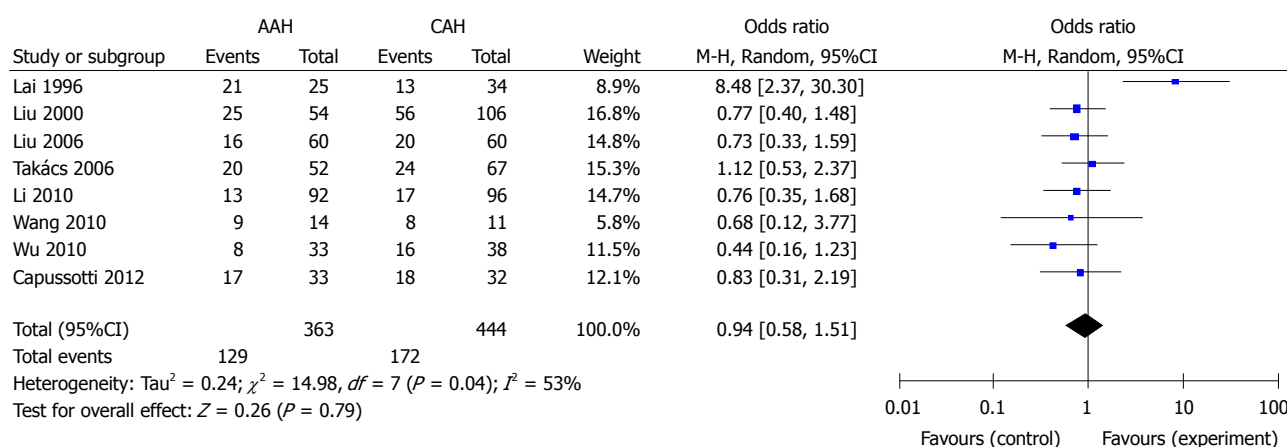 AAH CAH Odds ratio Odds ratio
Study or subgroup Events Total Events Total Weight M-H, Random, 95%CI M-H, Random, 95%CI
Lai 1996 21 25 13 34 8.9% 8.48 [2.37, 30.30]
Liu 2000 25 54 56 106 16.8% 0.77 [0.40, 1.48]
Liu 2006 16 60 20 60 14.8% 0.73 [0.33, 1.59]
Takács 2006 20 52 24 67 15.3% 1.12 [0.53, 2.37]
Li 2010 13 92 17 96 14.7% 0.76 [0.35, 1.68]
Wang 2010 9 14 8 11 5.8% 0.68 [0.12, 3.77]
Wu 2010 8 33 16 38 11.5% 0.44 [0.16, 1.23]
Capussotti 2012 17 33 18 32 12.1% 0.83 [0.31, 2.19]
Total (95%CI) 363 444 100.0% 0.94 [0.58, 1.51]
Total events 129 172
Heterogeneity: Tau² = 0.24; χ² = 14.98, df = 7 (P = 0.04); I² = 53%
Test for overall effect: Z = 0.26 (P = 0.79)
0.01 0.1 1 10 100
Favours (control) Favours (experiment)